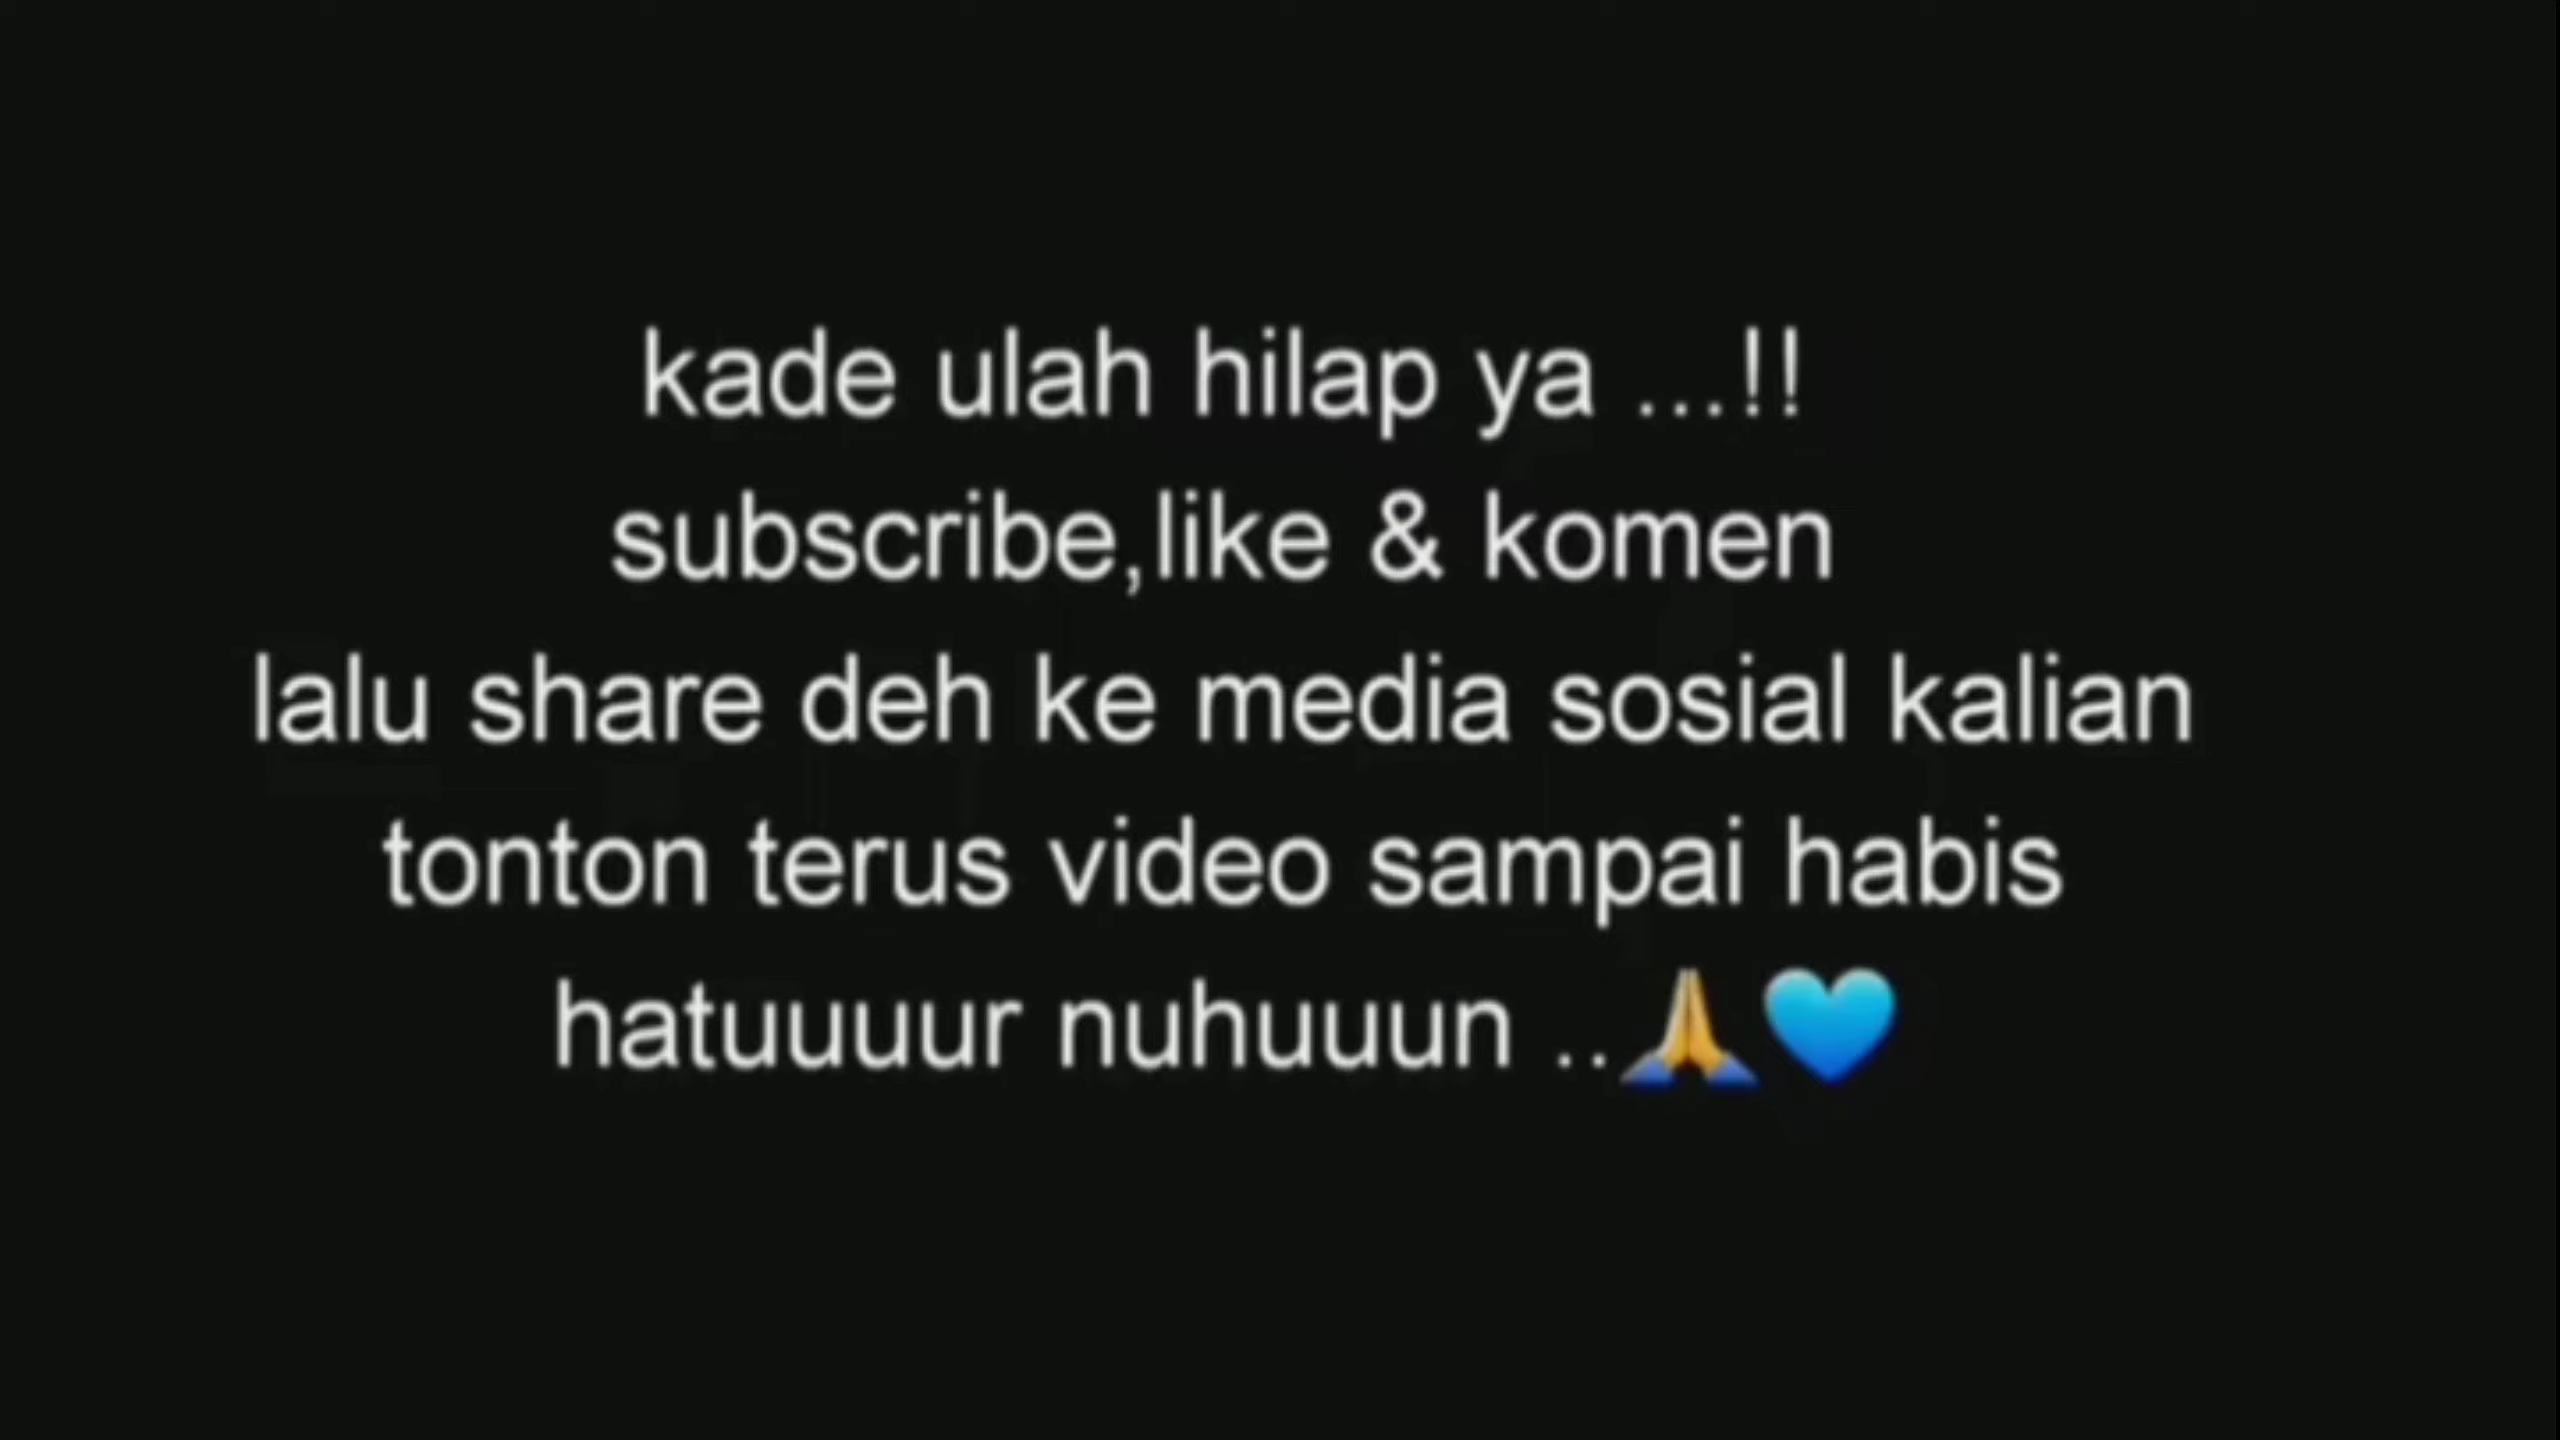 kade ulah hilap ya ...!!
subscribe,like & komen
lalu share deh ke media sosial kalian
tonton terus video sampai habis
hatuuuur nuhuuun ..🙏💙